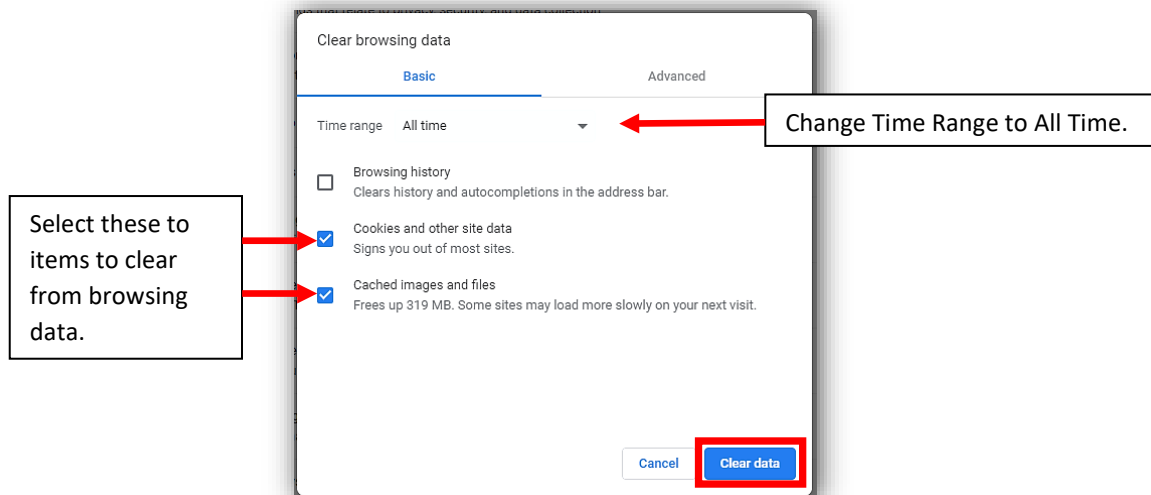 Clear browsing data
Basic
Advanced
Time range All time
Change Time Range to All Time.
Browsing history
Clears history and autocompletions in the address bar.
Select these to
items to clear
from browsing
data.
Cookies and other site data
Signs you out of most sites.
Cached images and files
Frees up 319 MB. Some sites may load more slowly on your next visit.
Cancel
Clear data